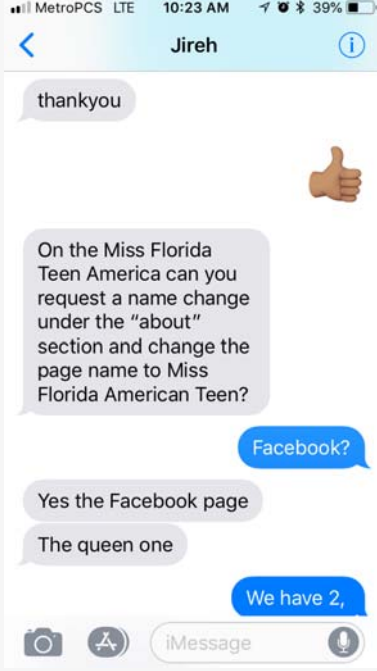 MetroPCS LTE 10:23 AM 39%
Jireh
thankyou
On the Miss Florida
Teen America can you
request a name change
under the “about”
section and change the
page name to Miss
Florida American Teen?
Facebook?
Yes the Facebook page
The queen one
We have 2,
iMessage